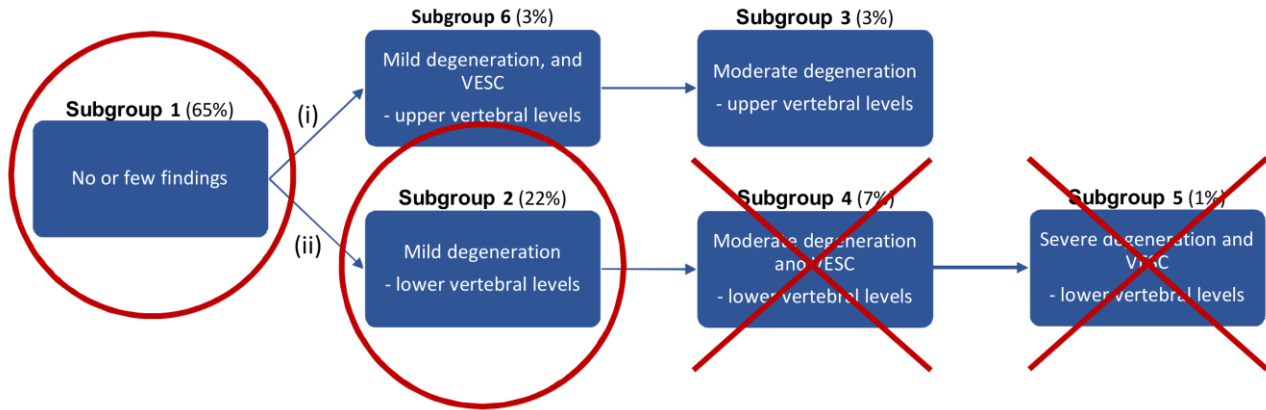 Subgroup 6 (3%)
Mild degeneration, and
VESC
- upper vertebral levels
Subgroup 3 (3%)
Moderate degeneration
- upper vertebral levels
Subgroup 1 (65%)
No or few findings
(i)
(ii)
Subgroup 2 (22%)
Mild degeneration
- lower vertebral levels
Subgroup 4 (7%)
Moderate degeneration
and VESC
- lower vertebral levels
Subgroup 5 (1%)
Severe degeneration and
VESC
- lower vertebral levels